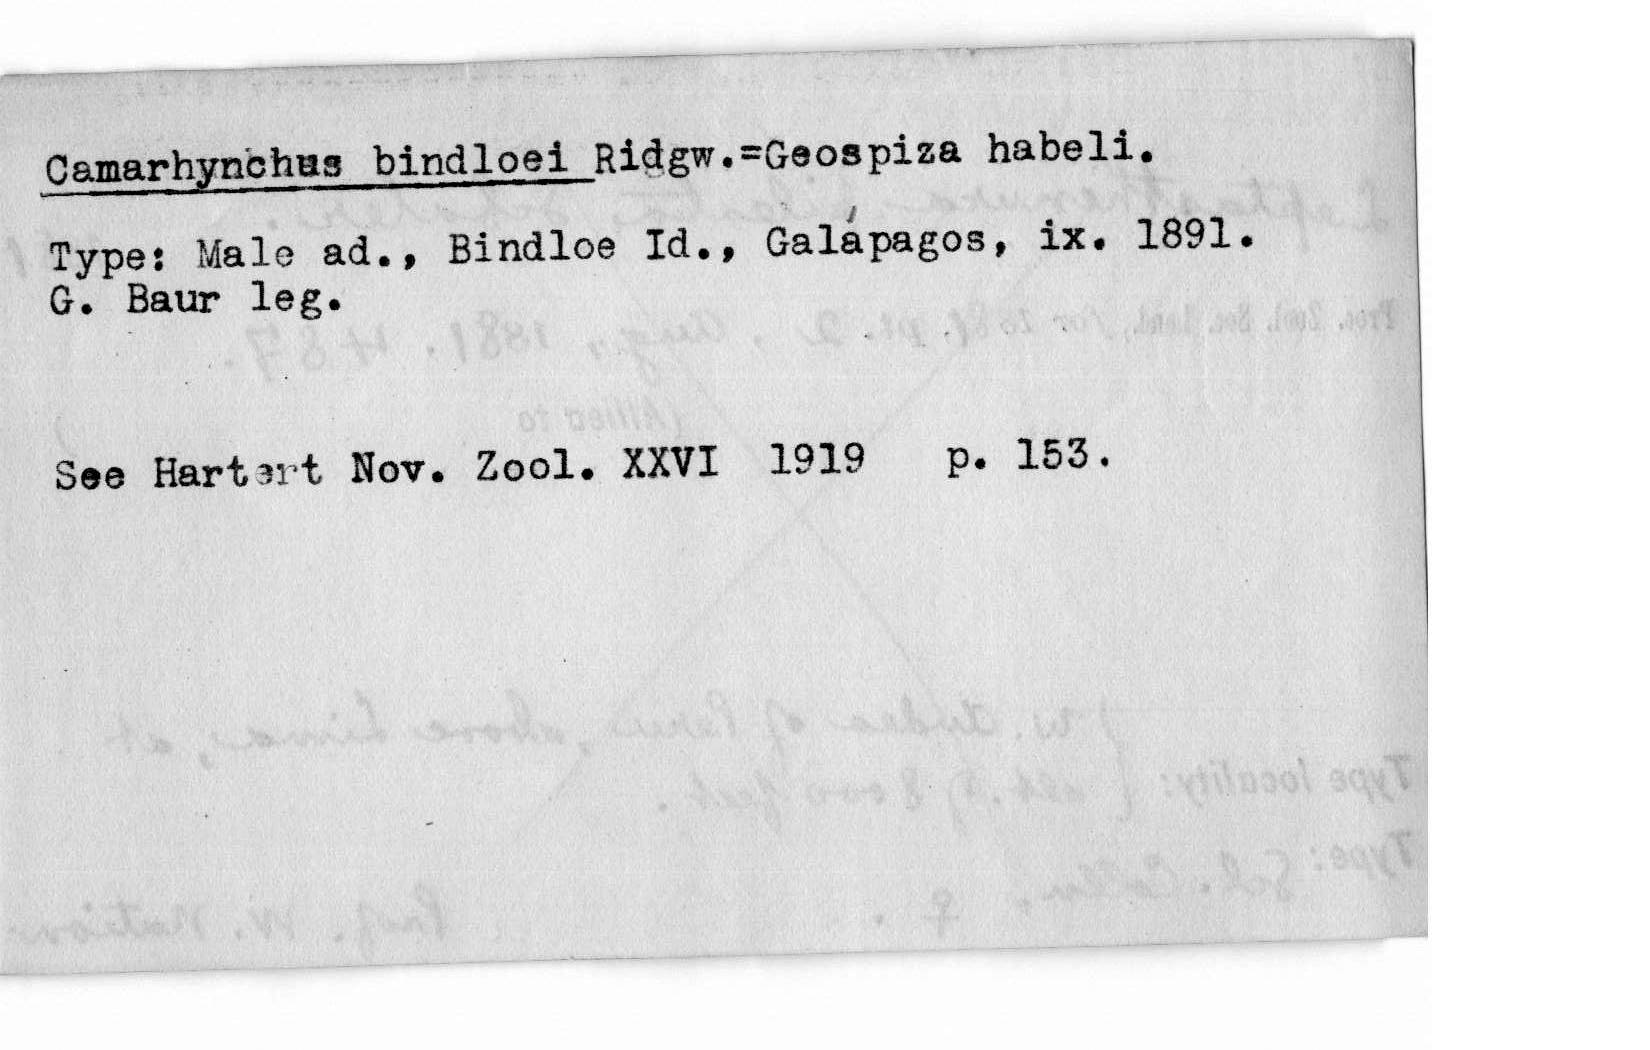 Camarhynchus bindloei Ridgw.=Geospiza habeli.
Type: Male ad., Bindloe Id., Galápagos, ix. 1891.
G. Baur leg.
See Hartert Nov. Zool. XXVI 1919 p. 153.